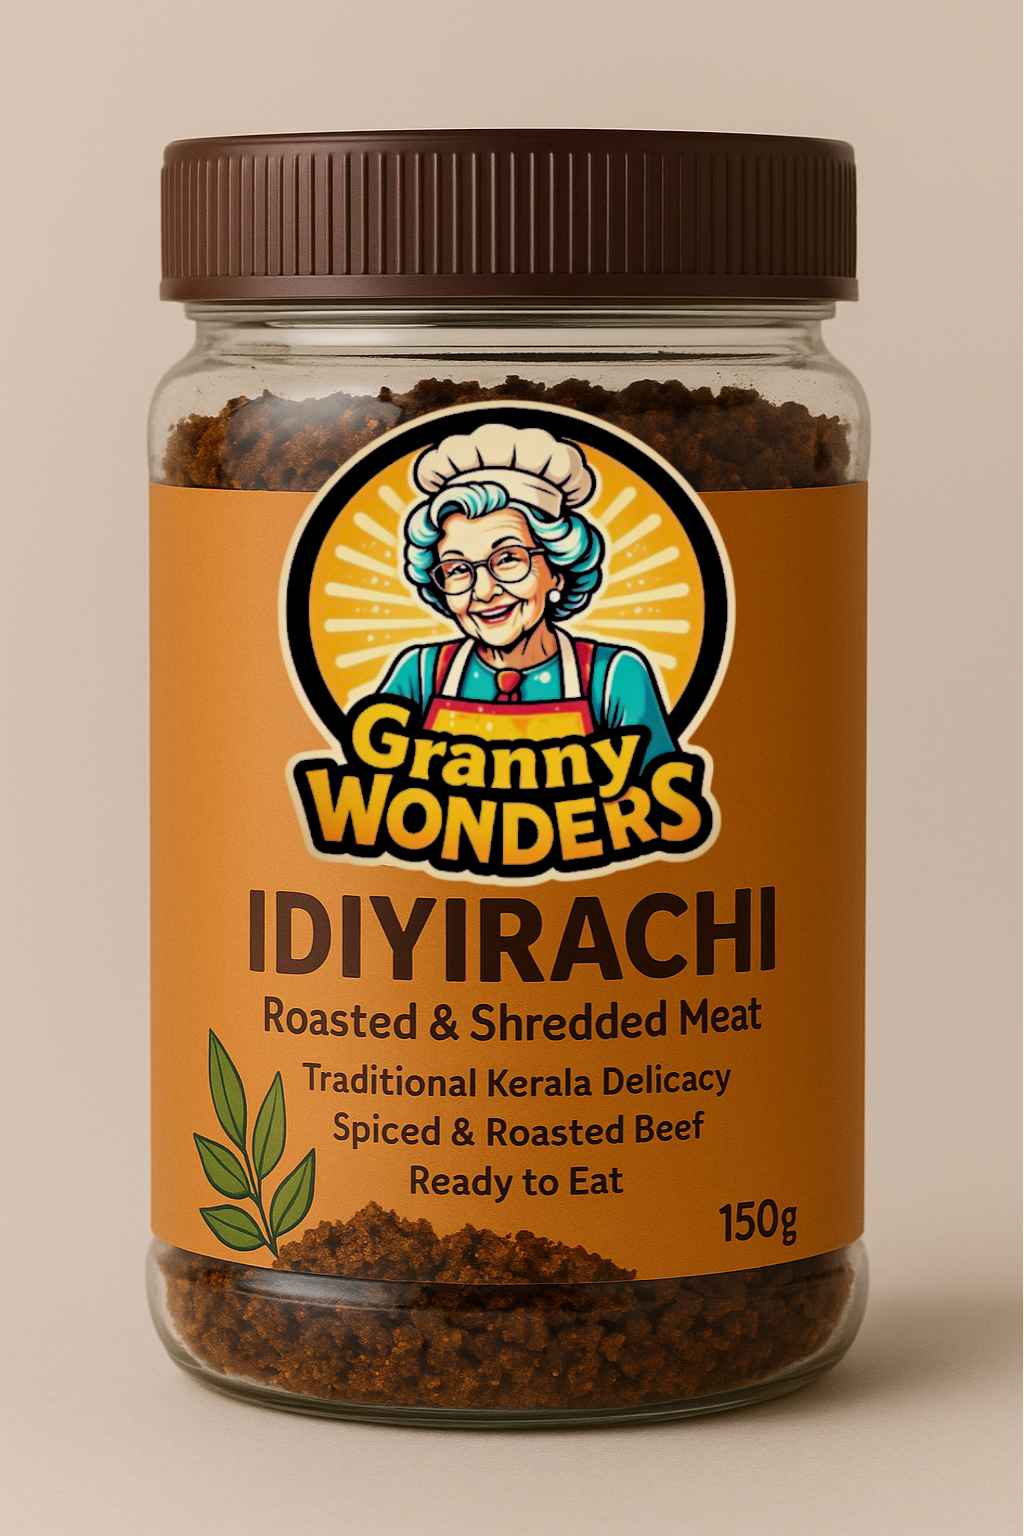 Granny
WONDERS
IDIYIRACHI
Roasted & Shredded Meat
Traditional Kerala Delicacy
Spiced & Roasted Beef
Ready to Eat
150g